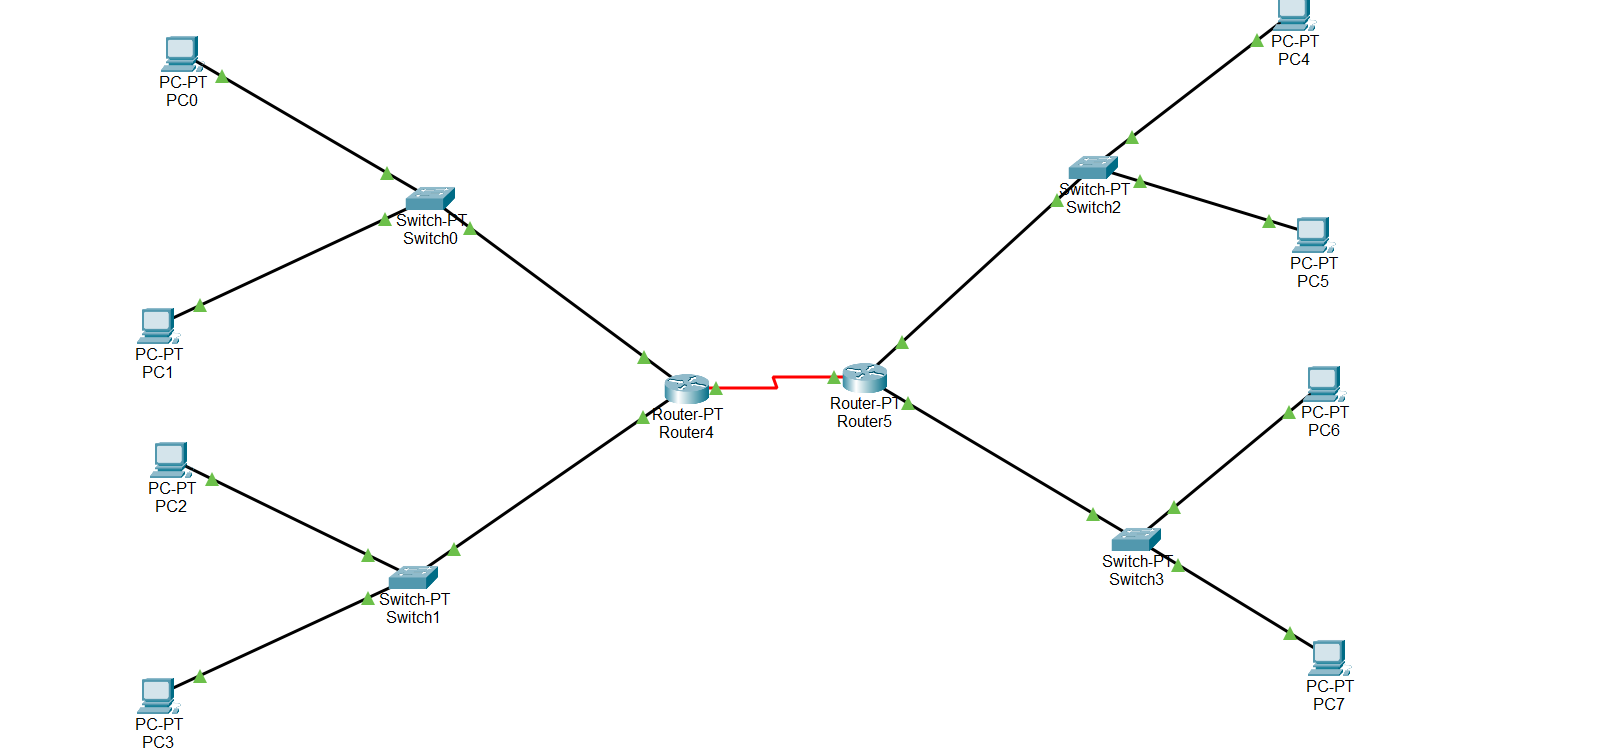 PC-PT
PC0
PC-PT
PC4
Switch-PT
Switch2
Switch-PT
Switch0
PC-PT
PC5
PC-PT
PC1
Router-PT
Router4
Router-PT
Router5
PC-PT
PC6
PC-PT
PC2
Switch-PT
Switch3
Switch-PT
Switch1
PC-PT
PC7
PC-PT
PC3